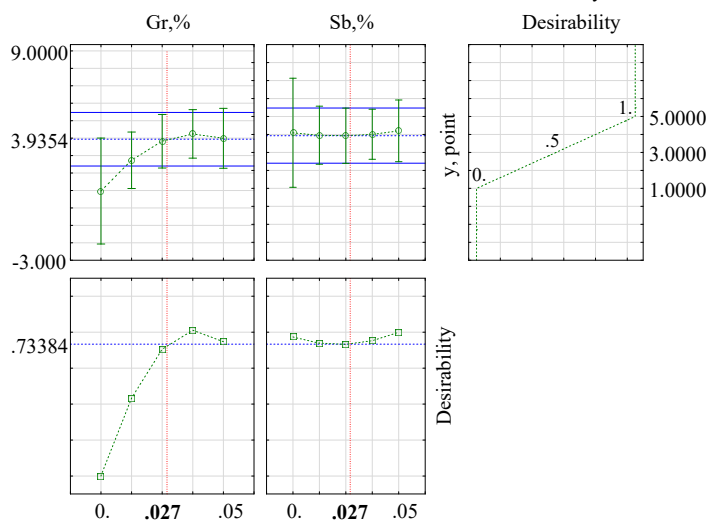 Gr,% Sb,% Desirability
9.0000
3.9354
-3.000
y, point
1.
.5
0.
5.0000
3.0000
1.0000
.73384
Desirability
0. .027 .05 0. .027 .05